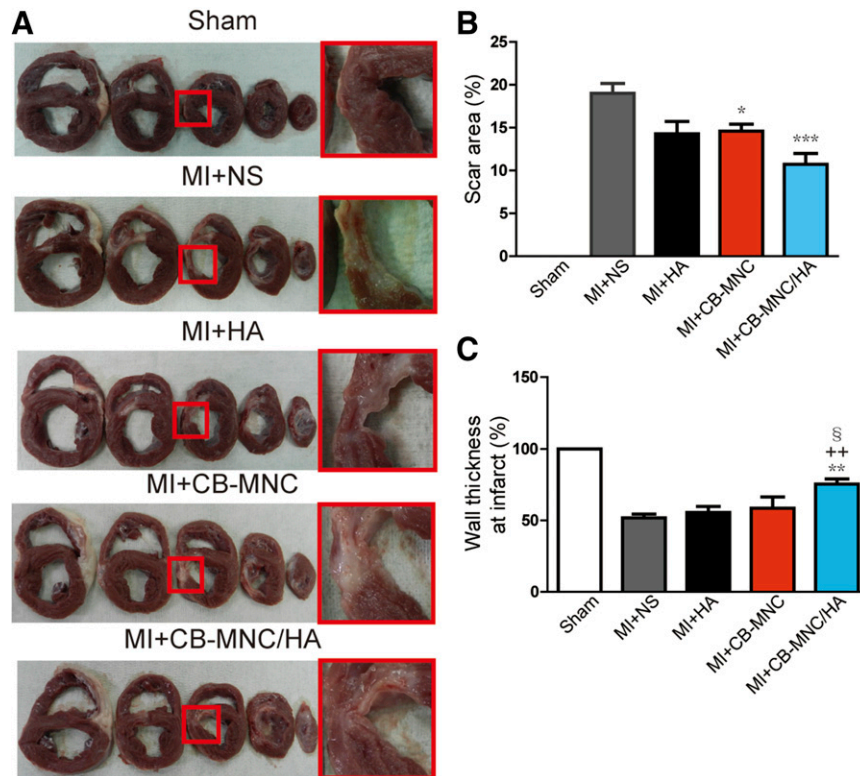 A
Sham
MI+NS
MI+HA
MI+CB-MNC
MI+CB-MNC/HA
B
Scar area (%)
25
20
15
10
5
0
*
***
Sham
MI+NS
MI+HA
MI+CB-MNC
MI+CB-MNC/HA
C
Wall thickness
at infarct (%)
150
100
50
0
§
++
**
Sham
MI+NS
MI+HA
MI+CB-MNC
MI+CB-MNC/HA